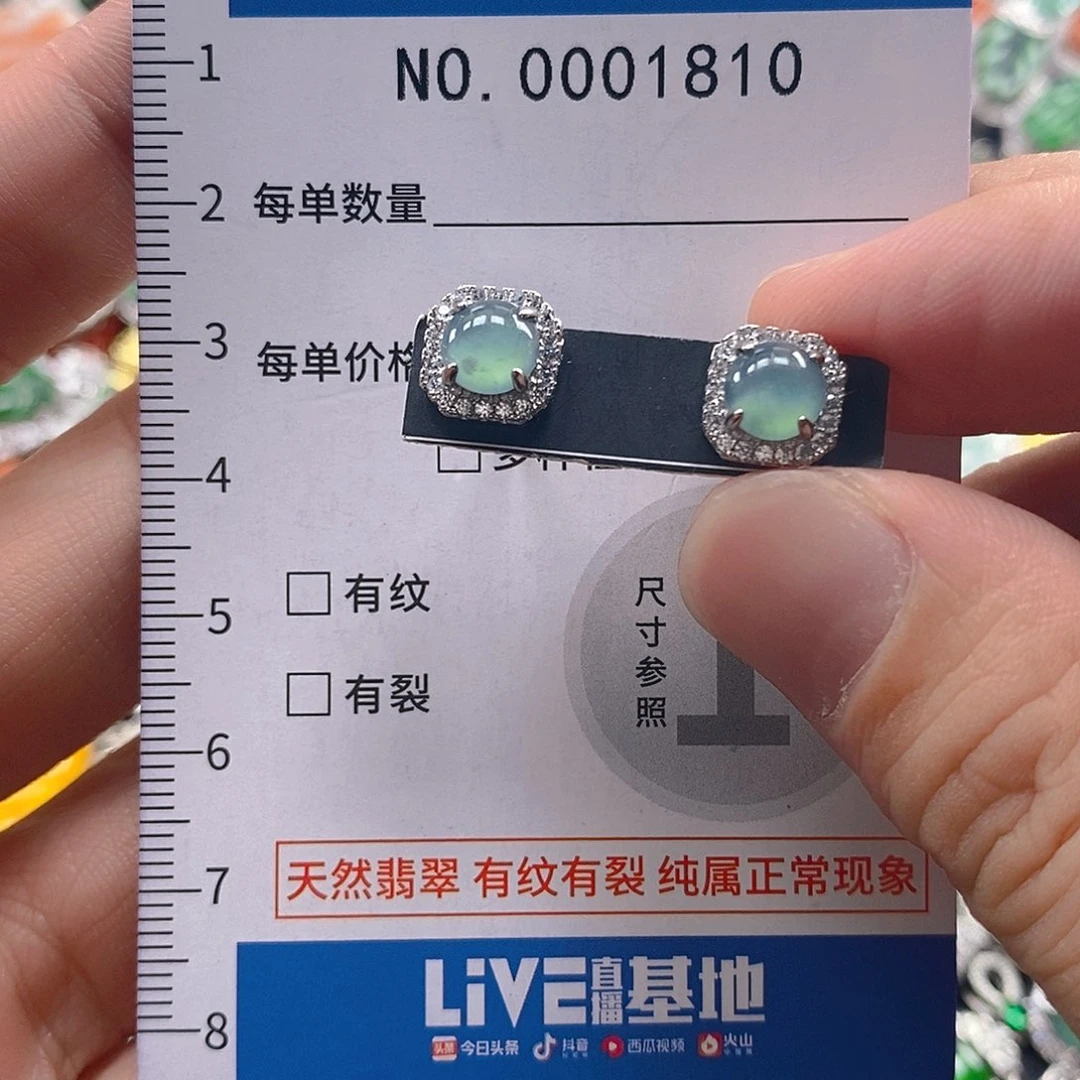 1
NO. 0001810
2 每单数量
3 每单价格
4
有纹
5
尺寸参照
1
有裂
6
天然翡翠 有纹有裂 纯属正常现象
7
LiVE直播基地
头条 今日头条 抖音 西瓜视频 火山
8